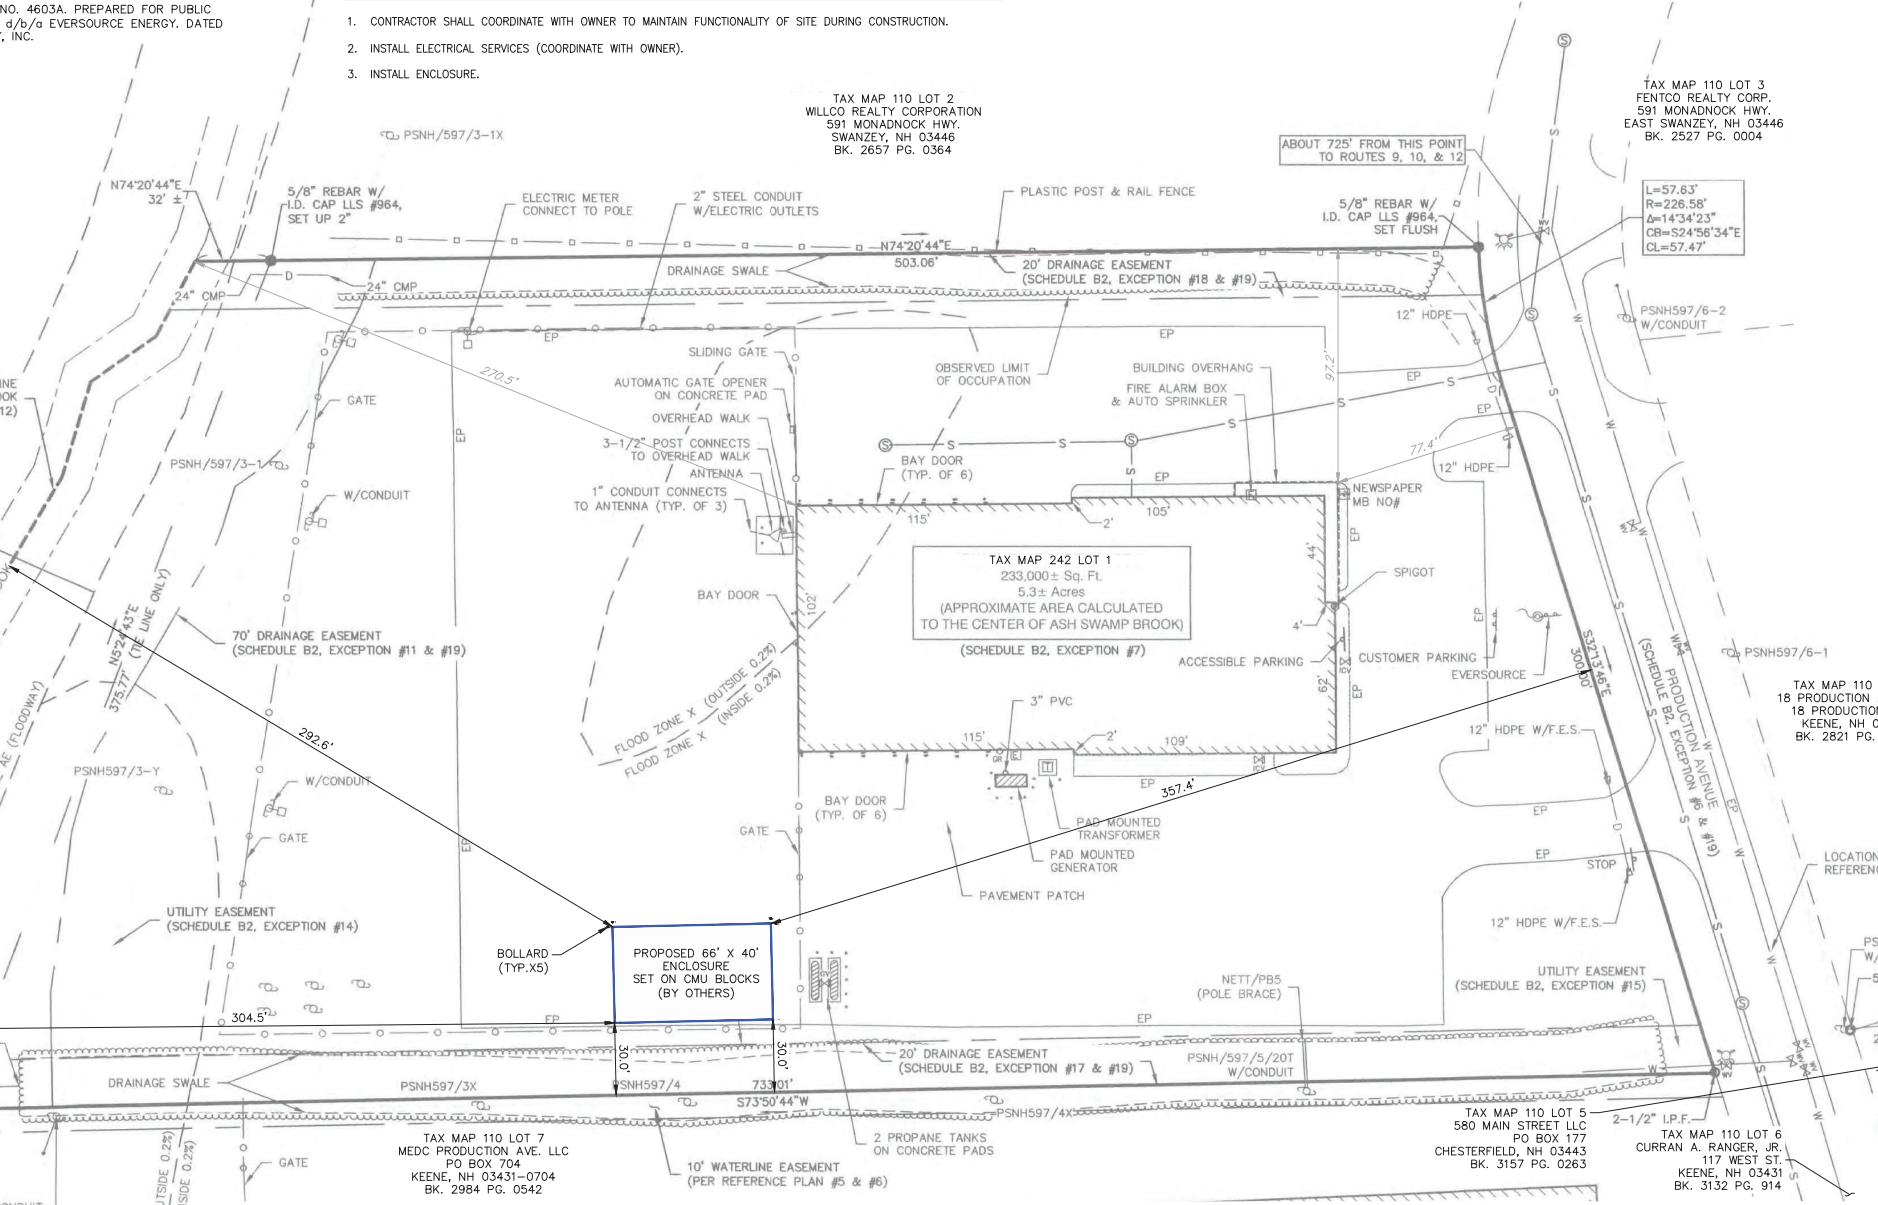 NO. 4603A. PREPARED FOR PUBLIC
d/b/a EVERSOURCE ENERGY. DATED
, INC.
1. CONTRACTOR SHALL COORDINATE WITH OWNER TO MAINTAIN FUNCTIONALITY OF SITE DURING CONSTRUCTION.
2. INSTALL ELECTRICAL SERVICES (COORDINATE WITH OWNER).
3. INSTALL ENCLOSURE.
TAX MAP 110 LOT 2
WILLCO REALTY CORPORATION
591 MONADNOCK HWY.
SWANZEY, NH 03446
BK. 2657 PG. 0364
TAX MAP 110 LOT 3
FENTCO REALTY CORP.
591 MONADNOCK HWY.
EAST SWANZEY, NH 03446
BK. 2527 PG. 0004
PSNH/597/3-1X
ABOUT 725' FROM THIS POINT
TO ROUTES 9, 10, & 12
N74°20'44"E
32' ±
5/8" REBAR W/
I.D. CAP LLS #964,
SET UP 2"
ELECTRIC METER
CONNECT TO POLE
2" STEEL CONDUIT
W/ELECTRIC OUTLETS
PLASTIC POST & RAIL FENCE
5/8" REBAR W/
I.D. CAP LLS #964,
SET FLUSH
L=57.63'
R=226.58'
Δ=14°34'23"
CB=S24°56'34"E
CL=57.47'
N74°20'44"E
503.06'
D
24" CMP
24" CMP
DRAINAGE SWALE
20' DRAINAGE EASEMENT
(SCHEDULE B2, EXCEPTION #18 & #19)
12" HDPE
PSNH597/6-2
W/CONDUIT
EP
EP
SLIDING GATE
OBSERVED LIMIT
OF OCCUPATION
BUILDING OVERHANG
270.5'
97.2'
EP
AUTOMATIC GATE OPENER
ON CONCRETE PAD
FIRE ALARM BOX
& AUTO SPRINKLER
GATE
OVERHEAD WALK
3-1/2" POST CONNECTS
TO OVERHEAD WALK
ANTENNA
1" CONDUIT CONNECTS
TO ANTENNA (TYP. OF 3)
EP
EP
77.4'
12" HDPE
PSNH/597/3-1
W/CONDUIT
BAY DOOR
(TYP. OF 6)
EP
NEWSPAPER
MB NO#
115'
2'
105'
44'
EP
TAX MAP 242 LOT 1
233,000± Sq. Ft.
5.3± Acres
(APPROXIMATE AREA CALCULATED
TO THE CENTER OF ASH SWAMP BROOK)
(SCHEDULE B2, EXCEPTION #7)
SPIGOT
BAY DOOR
102'
4'
EP
70' DRAINAGE EASEMENT
(SCHEDULE B2, EXCEPTION #11 & #19)
N5°24'43"E
(TIE LINE ONLY)
375.77'
ACCESSIBLE PARKING
CUSTOMER PARKING
EVERSOURCE
62'
EP
S32°13'46"E
300.00'
PRODUCTION AVENUE
(SCHEDULE B2, EXCEPTION #6 & #19)
PSNH597/6-1
TAX MAP 110
18 PRODUCTION
18 PRODUCTION
KEENE, NH 0
BK. 2821 PG.
AE (FLOODWAY)
FLOOD ZONE X (OUTSIDE 0.2%)
FLOOD ZONE X (INSIDE 0.2%)
3" PVC
115'
2'
109'
12" HDPE W/F.E.S.
292.6'
PSNH597/3-Y
W/CONDUIT
EP
357.4'
BAY DOOR
(TYP. OF 6)
EP
EP
GATE
GATE
PAD MOUNTED
TRANSFORMER
PAD MOUNTED
GENERATOR
EP
EP
STOP
LOCATION
REFERENC
PAVEMENT PATCH
UTILITY EASEMENT
(SCHEDULE B2, EXCEPTION #14)
12" HDPE W/F.E.S.
BOLLARD
(TYP.X5)
PROPOSED 66' X 40'
ENCLOSURE
SET ON CMU BLOCKS
(BY OTHERS)
NETT/PB5
(POLE BRACE)
UTILITY EASEMENT
(SCHEDULE B2, EXCEPTION #15)
304.5'
EP
EP
30.0'
30.0'
20' DRAINAGE EASEMENT
(SCHEDULE B2, EXCEPTION #17 & #19)
PSNH/597/5/20T
W/CONDUIT
DRAINAGE SWALE
PSNH597/3X
PSNH597/4
733.01'
S73°50'44"W
PSNH597/4X
2-1/2" I.P.F.
TAX MAP 110 LOT 7
MEDC PRODUCTION AVE. LLC
PO BOX 704
KEENE, NH 03431-0704
BK. 2984 PG. 0542
2 PROPANE TANKS
ON CONCRETE PADS
10' WATERLINE EASEMENT
(PER REFERENCE PLAN #5 & #6)
TAX MAP 110 LOT 5
580 MAIN STREET LLC
PO BOX 177
CHESTERFIELD, NH 03443
BK. 3157 PG. 0263
TAX MAP 110 LOT 6
CURRAN A. RANGER, JR.
117 WEST ST.
KEENE, NH 03431
BK. 3132 PG. 914
GATE